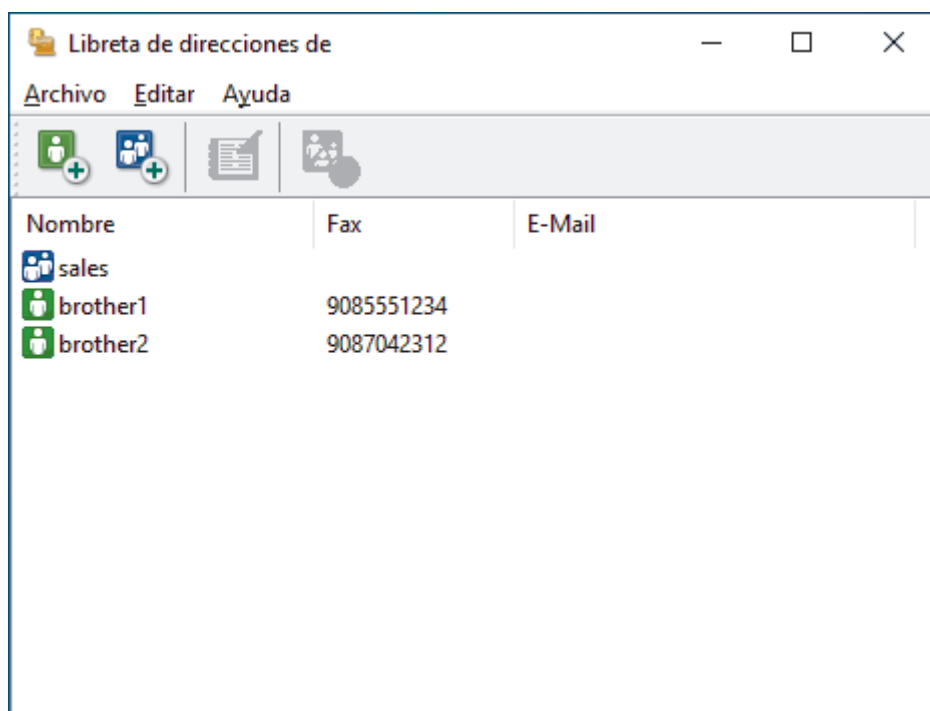 Libreta de direcciones de
Archivo Editar Ayuda
Nombre Fax E-Mail
sales
brother1 9085551234
brother2 9087042312